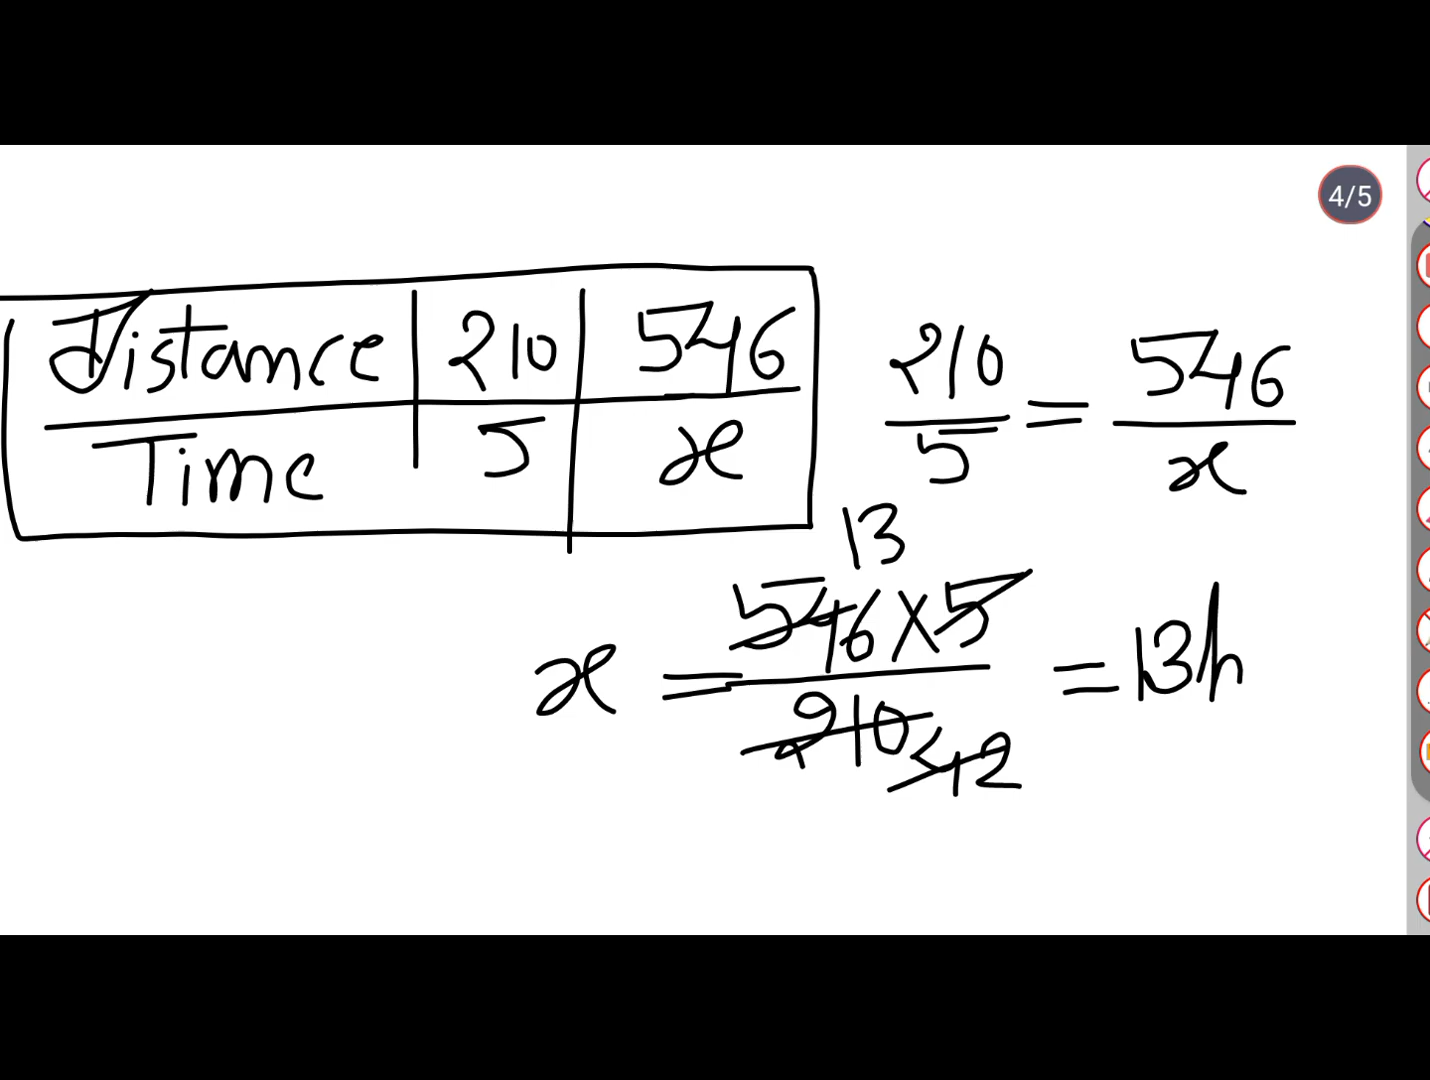 4/5
Distance 210 546
Time 5 x
210/5 = 546/x
13
x = 546 X 5 / 210 42 = 13h